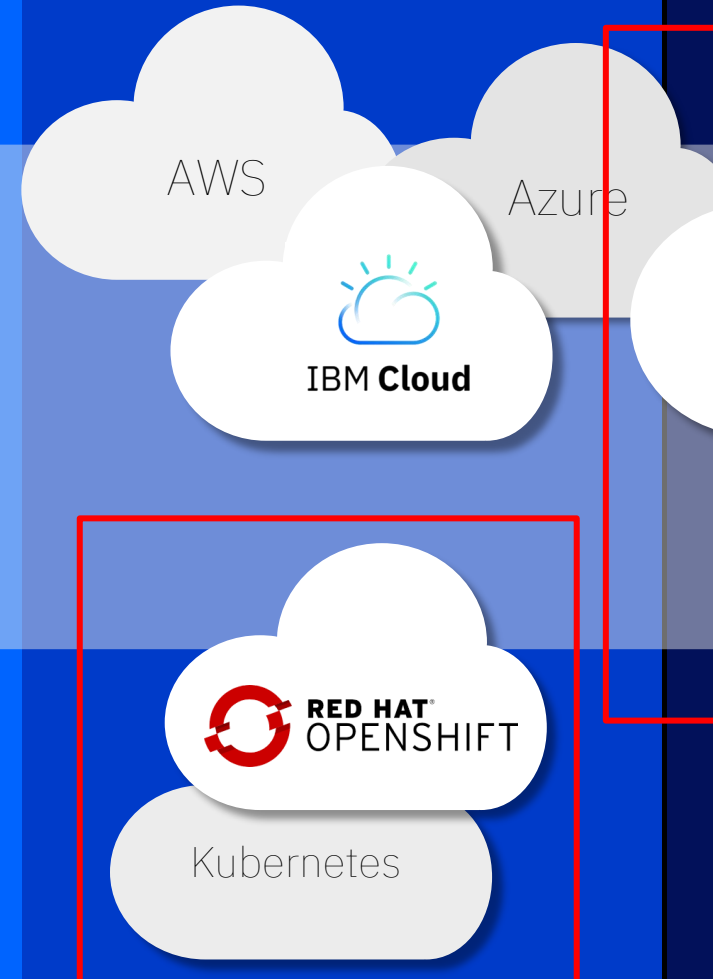 AWS
Azure
IBM Cloud
RED HAT®
OPENSHIFT
Kubernetes